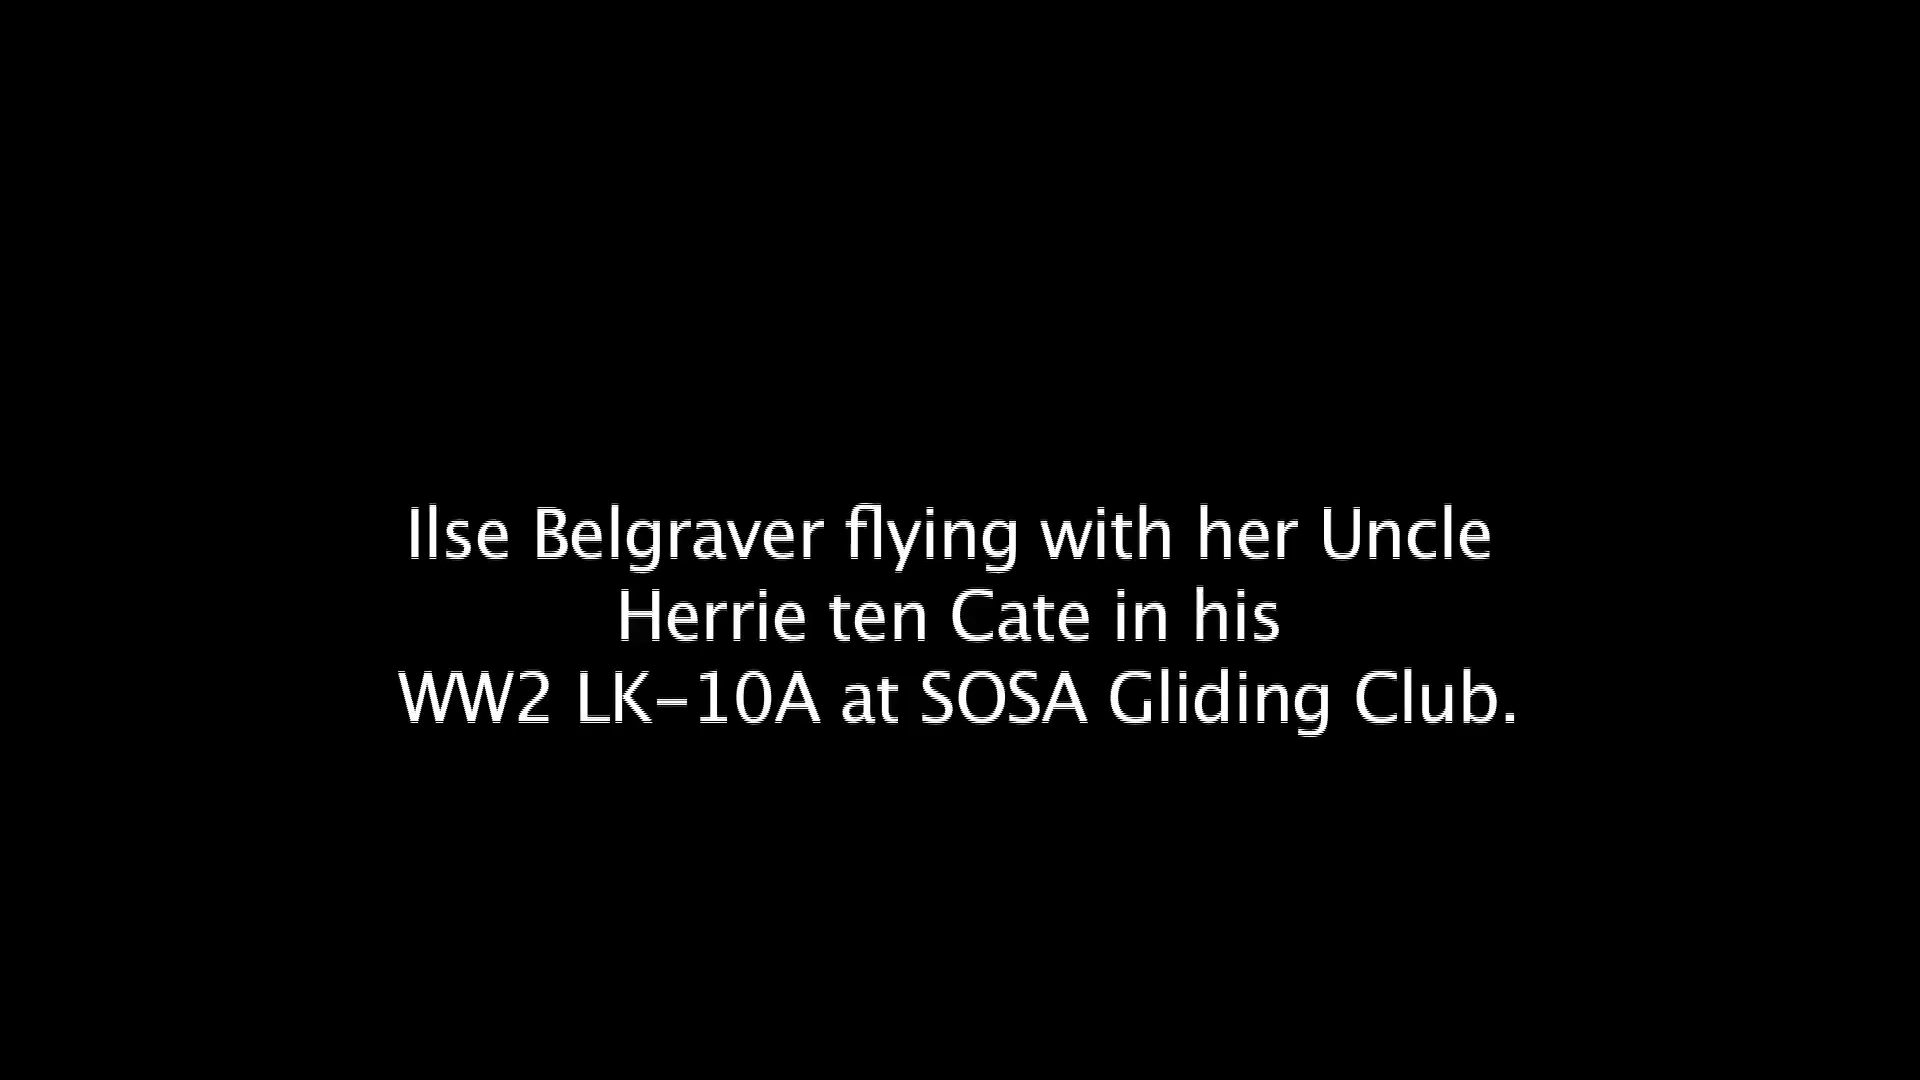 Ilse Belgraver flying with her Uncle
Herrie ten Cate in his
WW2 LK-10A at SOSA Gliding Club.